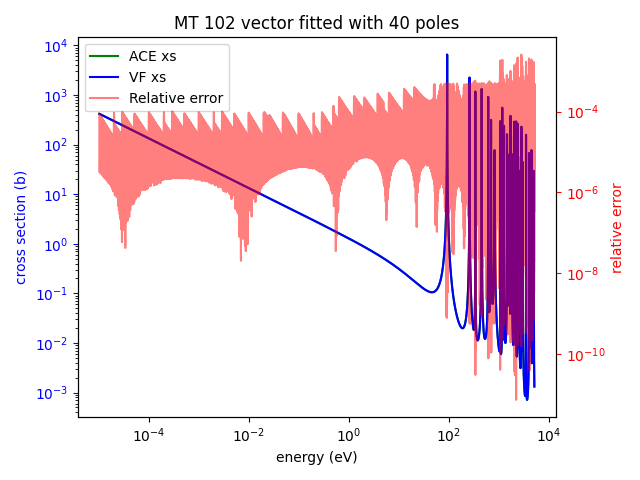 MT 102 vector fitted with 40 poles
ACE xs
VF xs
Relative error
cross section (b)
10^4
10^3
10^2
10^1
10^0
10^-1
10^-2
10^-3
10^-4
10^-6
10^-8
10^-10
relative error
10^-4
10^-2
10^0
10^2
10^4
energy (eV)